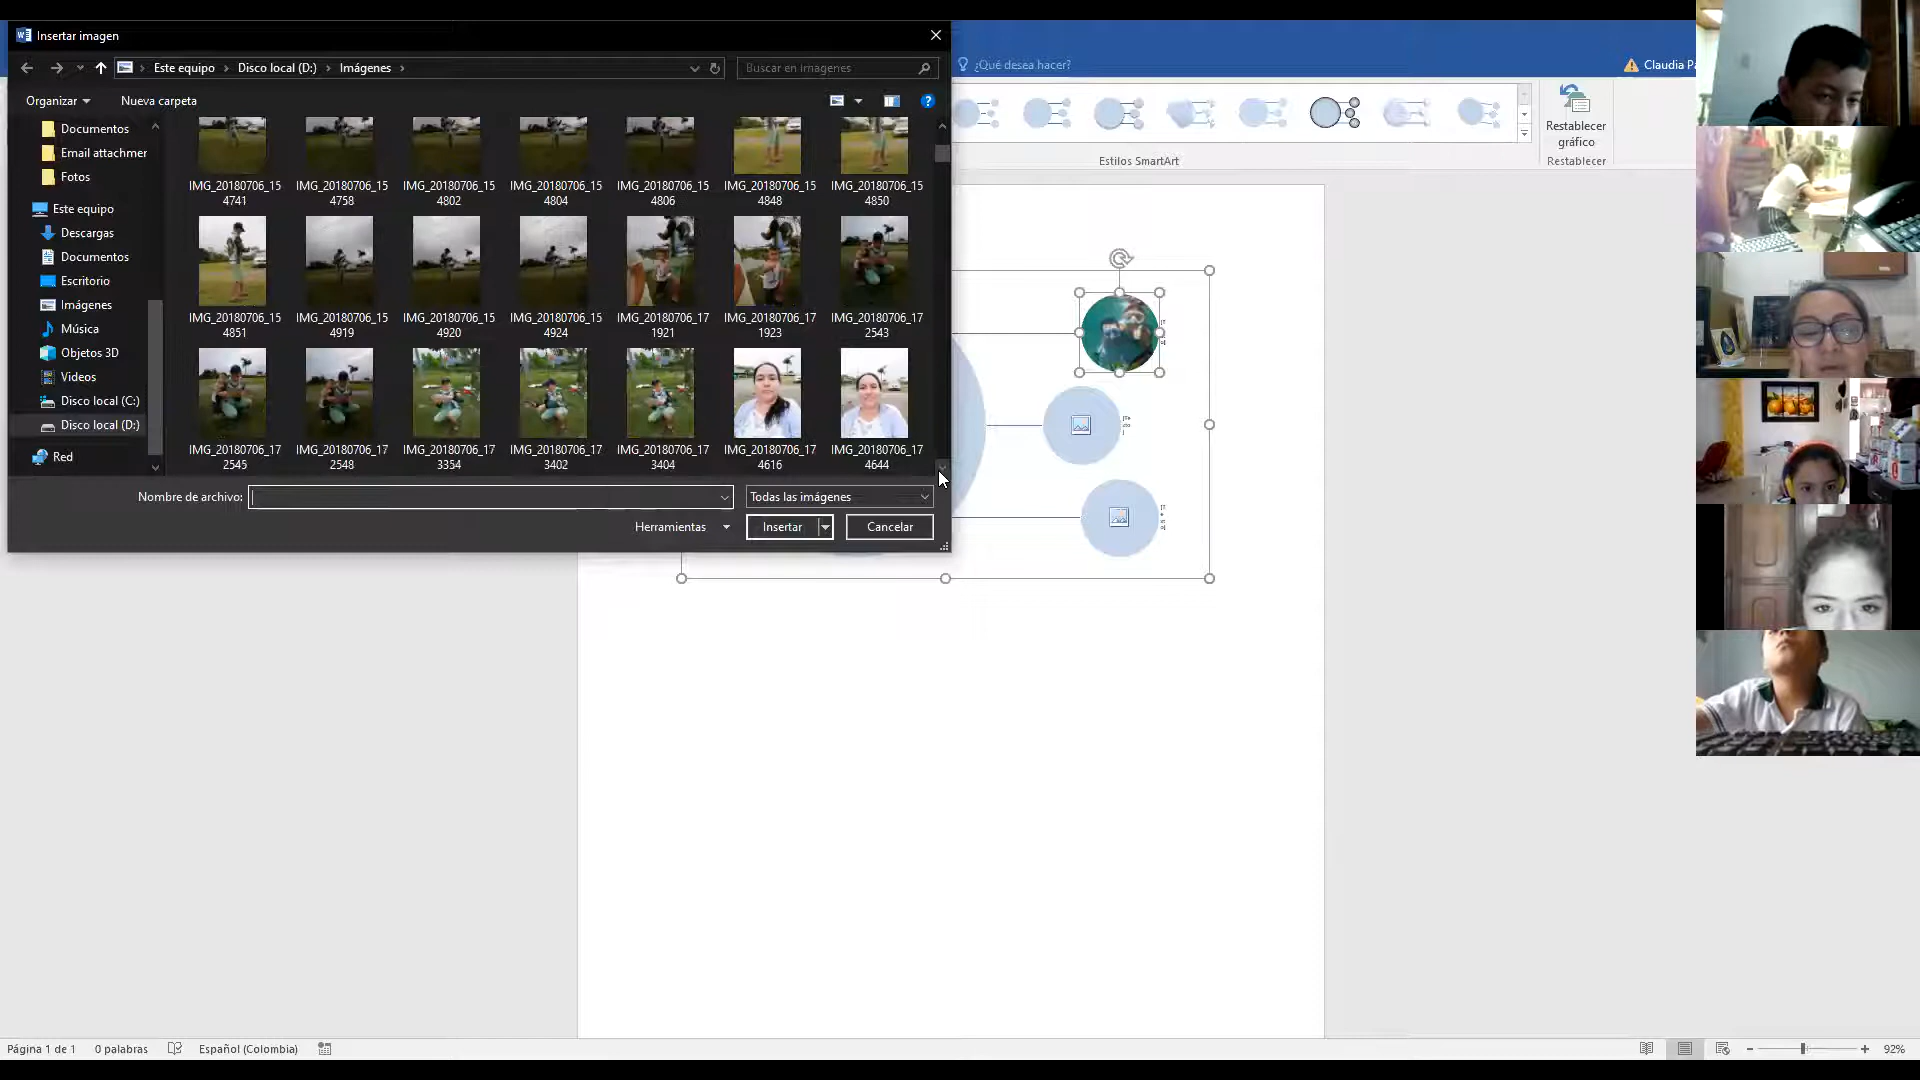 Insertar imagen
Este equipo
Disco local (D:)
Imágenes
Buscar en imágenes
¿Qué desea hacer?
Claudia Pa
Organizar
Nueva carpeta
Restablecer
gráfico
Estilos SmartArt
Restablecer
Documentos
Email attachmer
Fotos
Este equipo
Descargas
Documentos
Escritorio
Imágenes
Música
Objetos 3D
Videos
Disco local (C:)
Disco local (D:)
Red
IMG_20180706_15 IMG_20180706_15 IMG_20180706_15 IMG_20180706_15 IMG_20180706_15 IMG_20180706_15 IMG_20180706_15
4741 4758 4802 4804 4806 4848 4850
IMG_20180706_15 IMG_20180706_15 IMG_20180706_15 IMG_20180706_15 IMG_20180706_17 IMG_20180706_17 IMG_20180706_17
4851 4919 4920 4924 1921 1923 2543
IMG_20180706_17 IMG_20180706_17 IMG_20180706_17 IMG_20180706_17 IMG_20180706_17 IMG_20180706_17 IMG_20180706_17
2545 2548 3354 3402 3404 4616 4644
Nombre de archivo:
Todas las imágenes
Herramientas
Insertar
Cancelar
Página 1 de 1
0 palabras
Español (Colombia)
92%